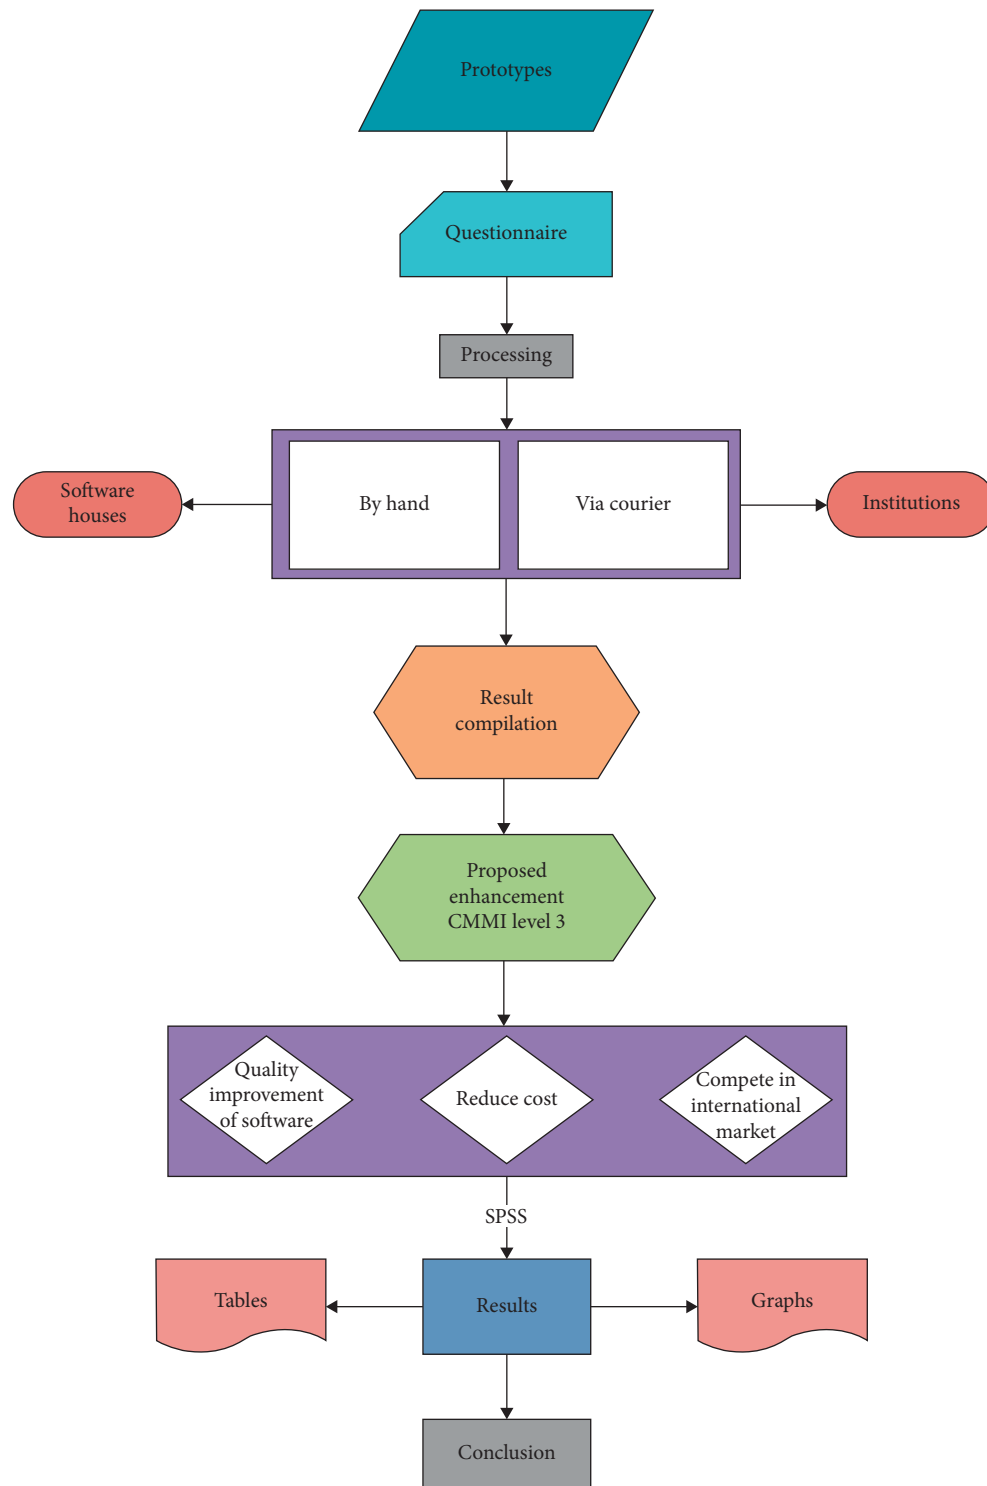 Prototypes
Questionnaire
Processing
Software
houses
By hand
Via courier
Institutions
Result
compilation
Proposed
enhancement
CMMI level 3
Quality
improvement
of software
Reduce cost
Compete in
international
market
SPSS
Tables
Results
Graphs
Conclusion